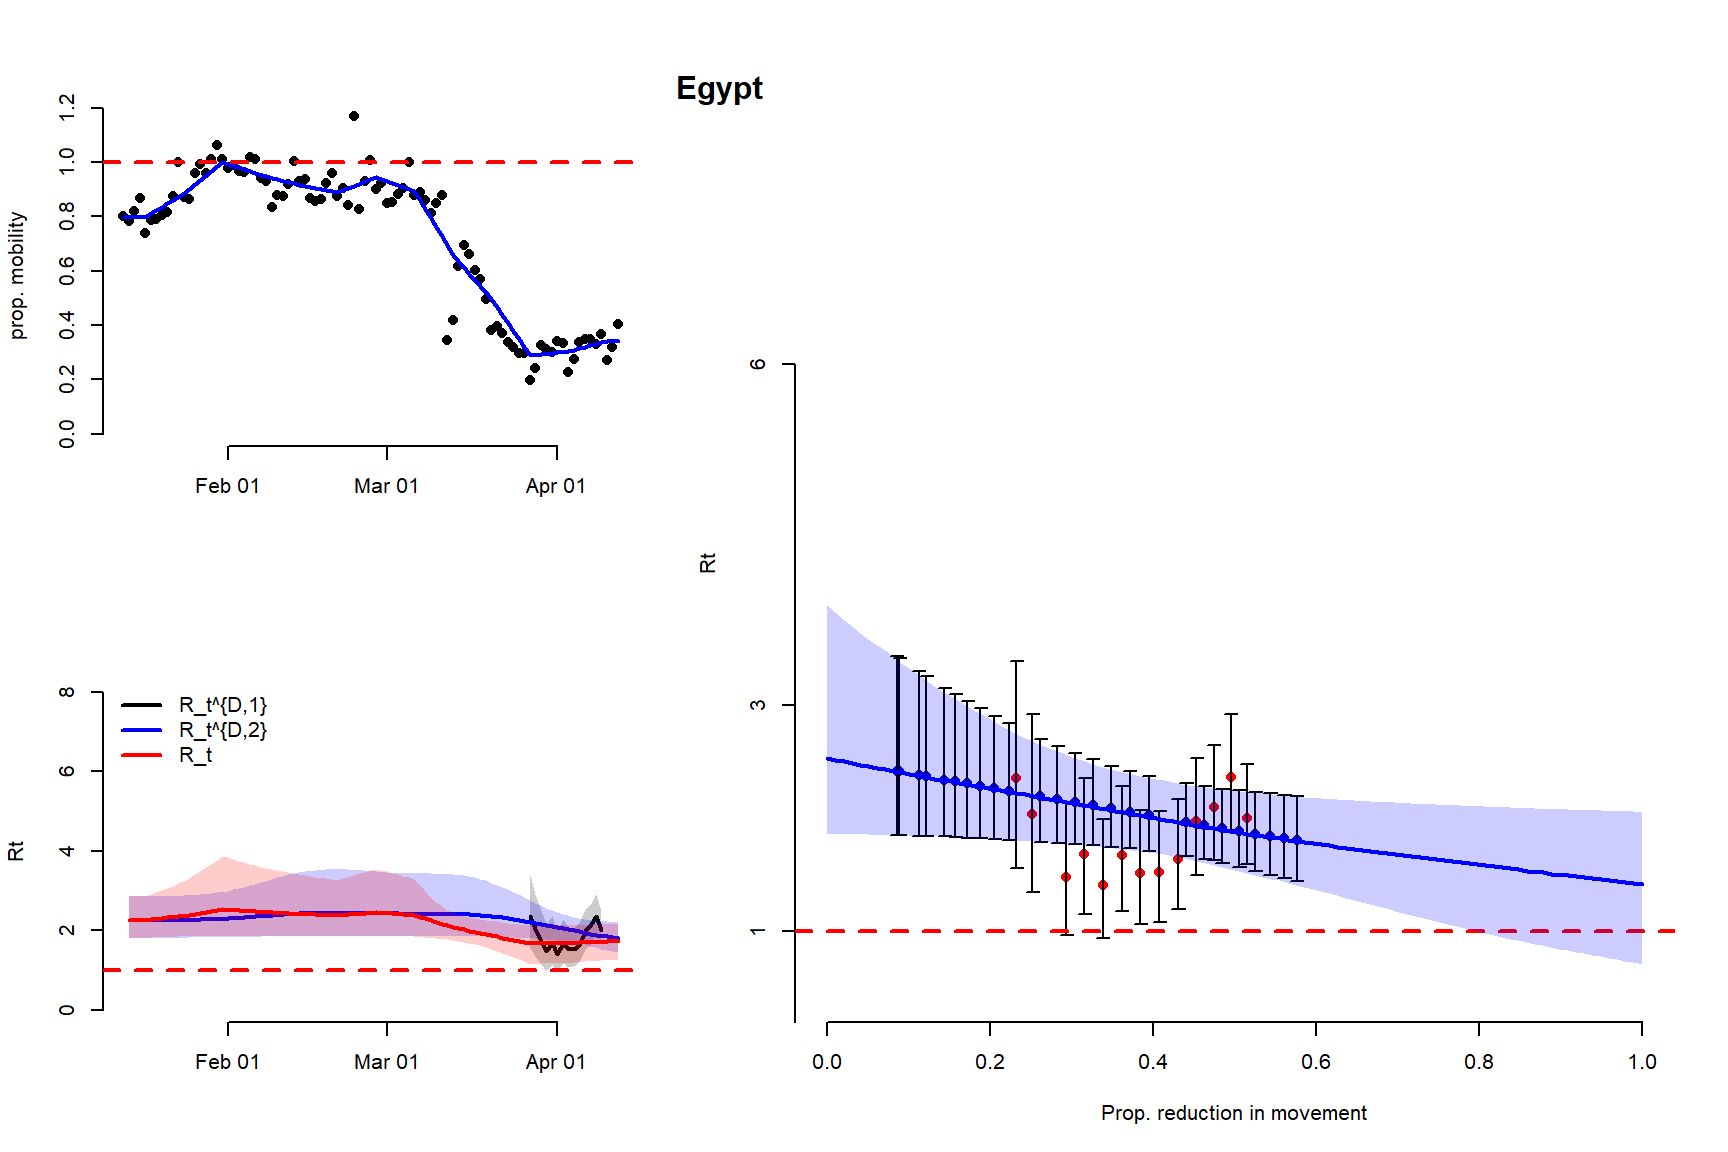 Egypt
prop. mobility
1.2
1.0
0.8
0.6
0.4
0.2
0.0
Feb 01 Mar 01 Apr 01
Rt
8
6
4
2
0
R_t^{D,1}
R_t^{D,2}
R_t
Feb 01 Mar 01 Apr 01
Rt
Rt
6
3
1
0.0 0.2 0.4 0.6 0.8 1.0
Prop. reduction in movement